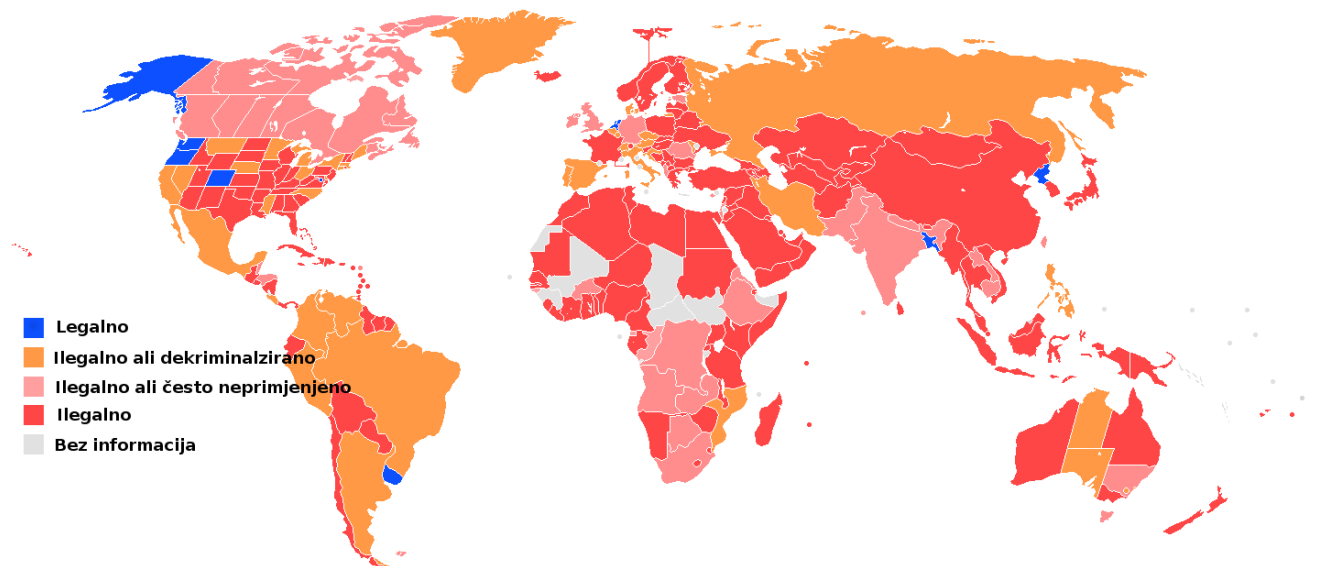 Legalno
Ilegalno ali dekriminalzirano
Ilegalno ali često neprimjenjeno
Ilegalno
Bez informacija